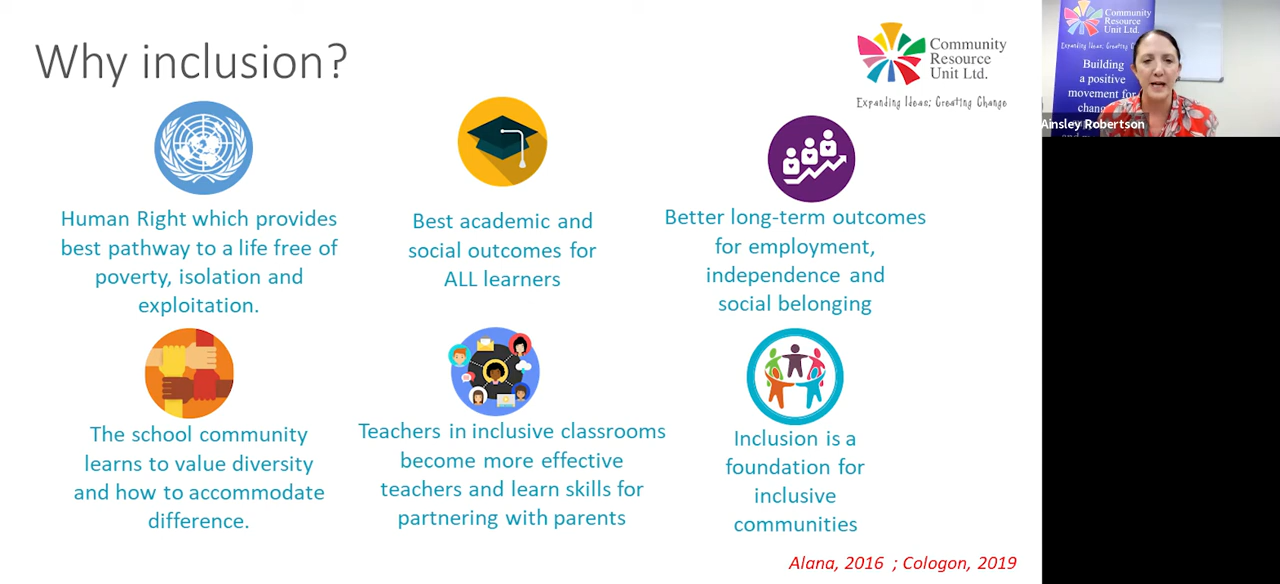 Why inclusion?
Community
Resource
Unit Ltd.
Expanding Ideas; Creating Change
Human Right which provides
best pathway to a life free of
poverty, isolation and
exploitation.
Best academic and
social outcomes for
ALL learners
Better long-term outcomes
for employment,
independence and
social belonging
The school community
learns to value diversity
and how to accommodate
difference.
Teachers in inclusive classrooms
become more effective
teachers and learn skills for
partnering with parents
Inclusion is a
foundation for
inclusive
communities
Alana, 2016 ; Cologon, 2019
Community
Resource
Unit Ltd.
Expanding Ideas; Creating
Building
a positive
movement for
Ainsley Robertson